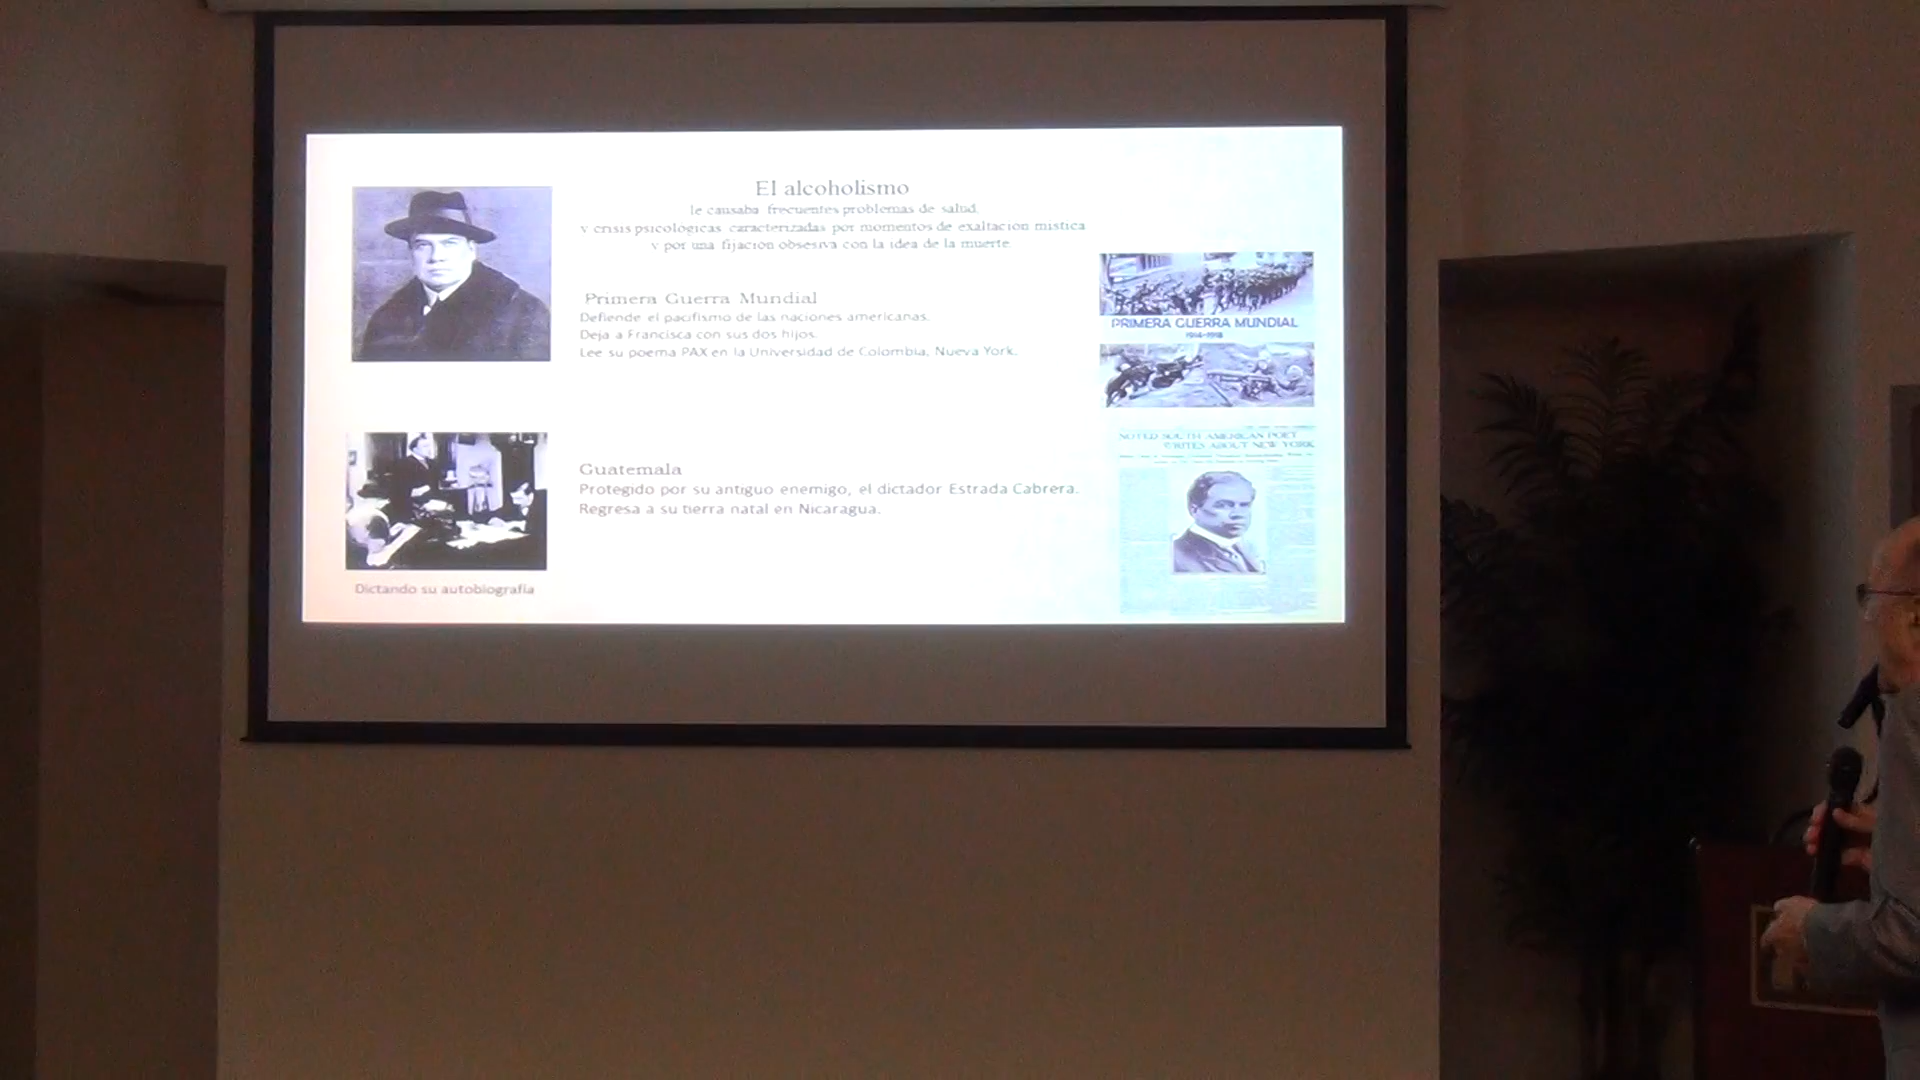 El alcoholismo
le causaba frecuentes problemas de salud.
y crisis psicológicas caracterizadas por momentos de exaltación mística
y por una fijación obsesiva con la idea de la muerte.
Primera Guerra Mundial
Defiende el pacifismo de las naciones americanas.
Deja a Francisca con sus dos hijos.
Lee su poema PAX en la Universidad de Colombia, Nueva York.
PRIMERA GUERRA MUNDIAL
1914-1918
NOTED SOUTH AMERICAN POET
WRITES ABOUT NEW YORK
Guatemala
Protegido por su antiguo enemigo, el dictador Estrada Cabrera.
Regresa a su tierra natal en Nicaragua.
Dictando su autobiografía